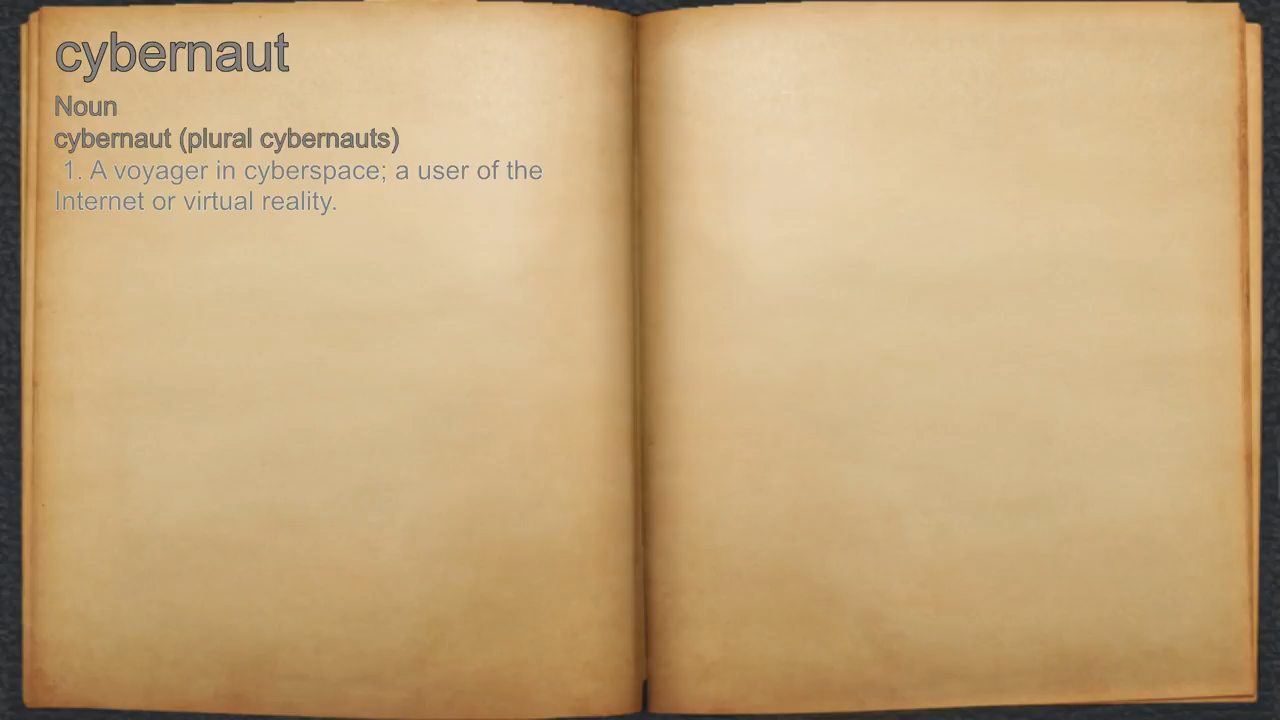 cybernaut
Noun
cybernaut (plural cybernauts)
1. A voyager in cyberspace; a user of the
Internet or virtual reality.